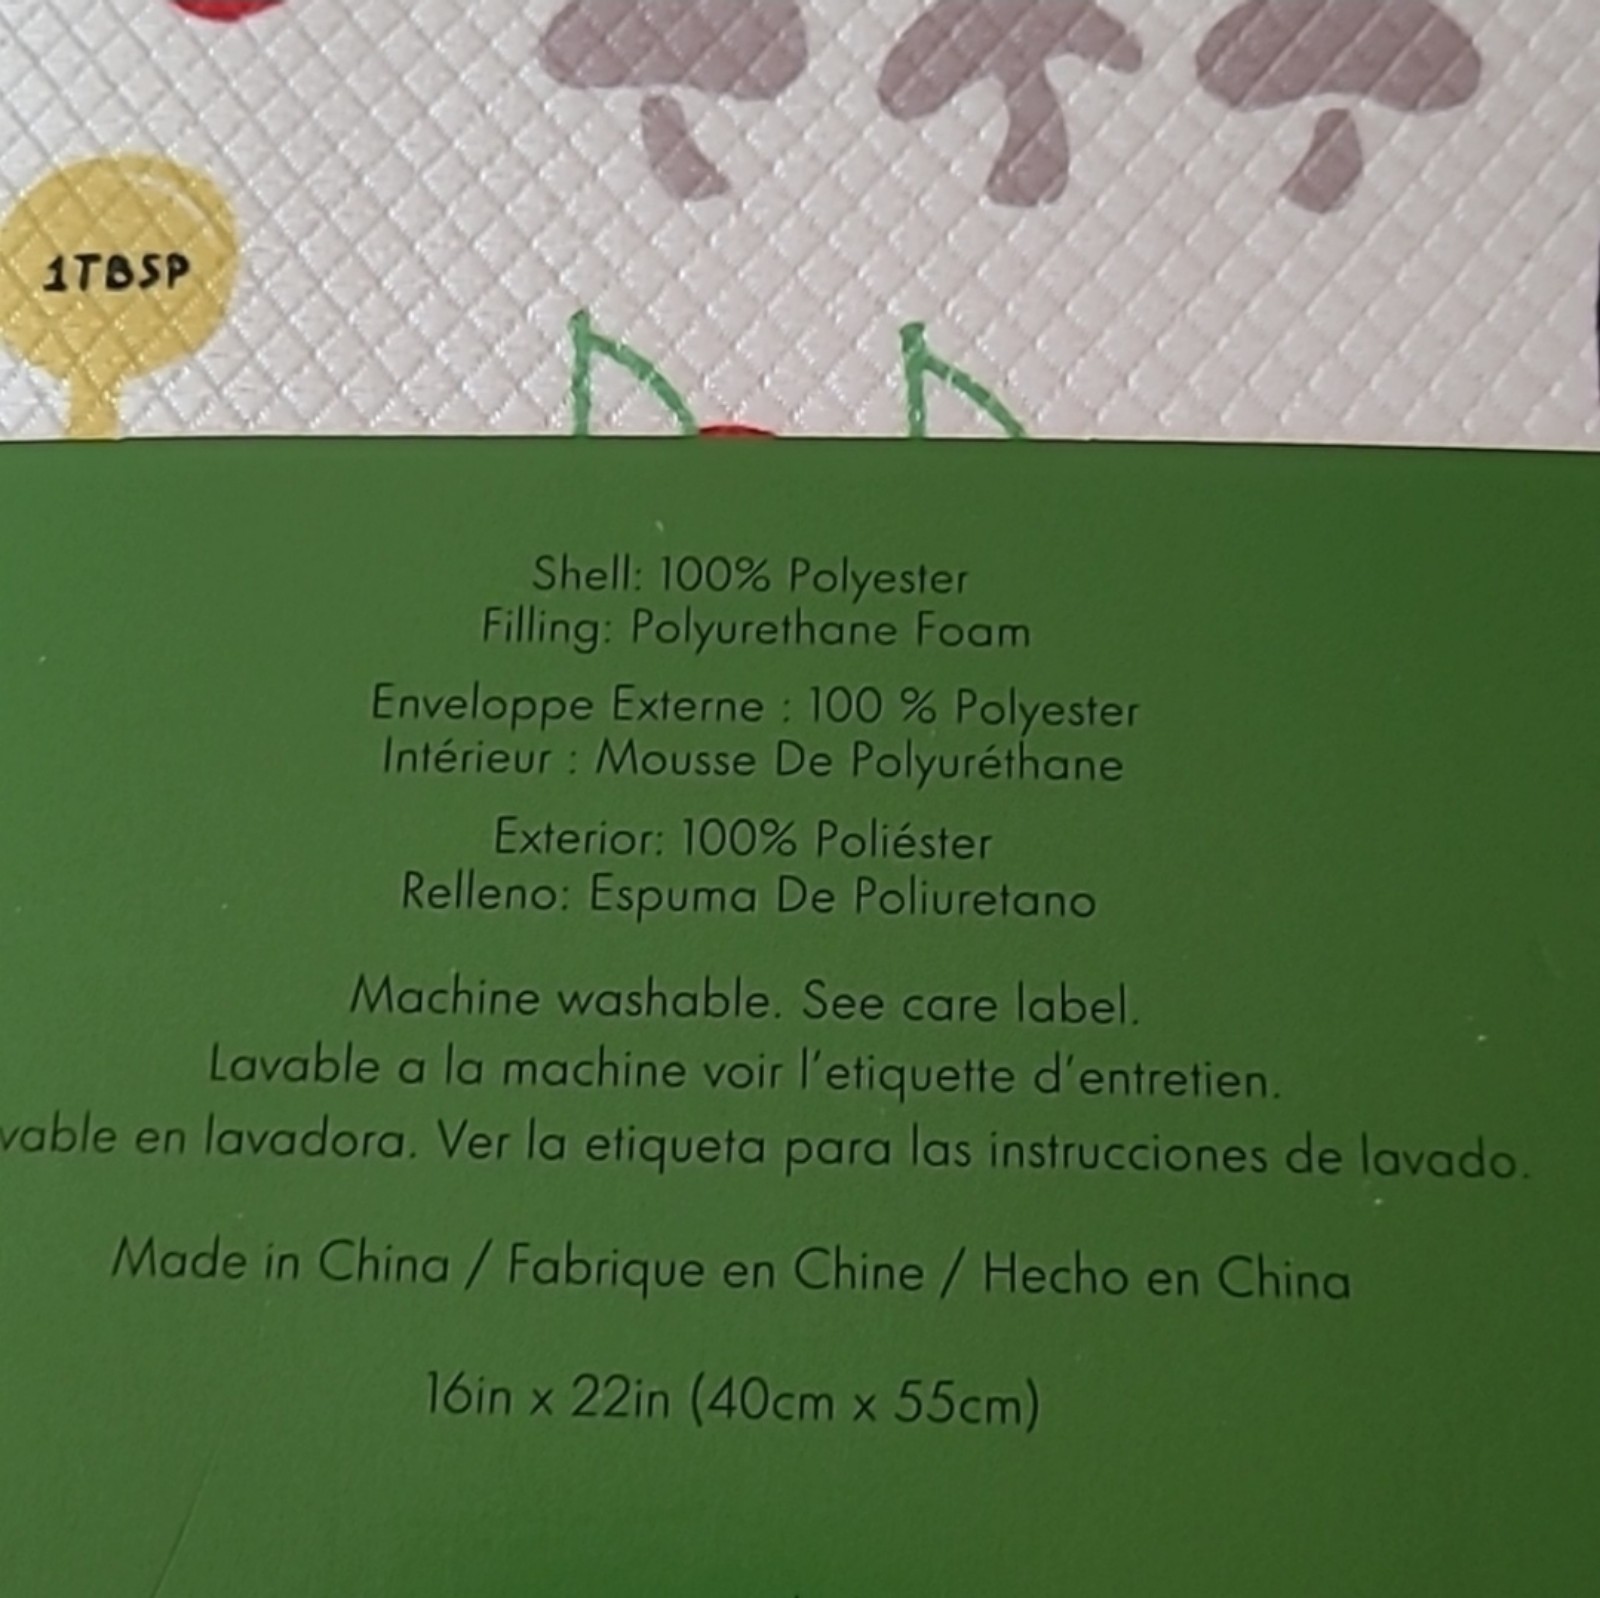 1TBSP
Shell: 100% Polyester
Filling: Polyurethane Foam
Enveloppe Externe : 100 % Polyester
Intérieur : Mousse De Polyuréthane
Exterior: 100% Poliéster
Relleno: Espuma De Poliuretano
Machine washable. See care label.
Lavable a la machine voir l'etiquette d'entretien.
vable en lavadora. Ver la etiqueta para las instrucciones de lavado.
Made in China / Fabrique en Chine / Hecho en China
16in x 22in (40cm x 55cm)